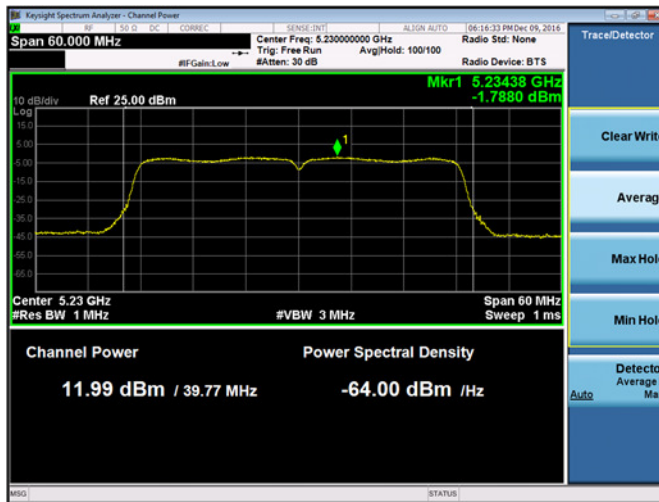 Keysight Spectrum Analyzer - Channel Power
RF 50 Ω DC CORREC SENSE:INT ALIGN AUTO 06:16:33 PM Dec 09, 2016
Span 60.000 MHz
Center Freq: 5.230000000 GHz
Radio Std: None
Trig: Free Run Avg|Hold: 100/100
#IFGain:Low #Atten: 30 dB Radio Device: BTS
Trace/Detector
Mkr1 5.23438 GHz
-1.7880 dBm
10 dB/div Ref 25.00 dBm
Log
15.0
5.00
-5.00
-15.0
-25.0
-35.0
-45.0
-55.0
-65.0
1
Center 5.23 GHz Span 60 MHz
#Res BW 1 MHz #VBW 3 MHz Sweep 1 ms
Channel Power Power Spectral Density
11.99 dBm / 39.77 MHz -64.00 dBm /Hz
Clear Write
Averag
Max Hol
Min Hol
Detecto
Average
Auto Ma
MSG STATUS